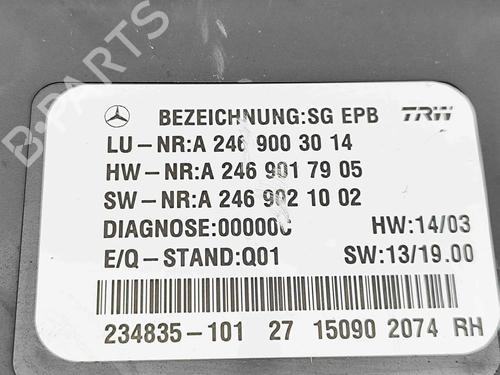 B-PARTS
BEZEICHNUNG:SG EPB TRW
LU-NR:A 246 900 30 14
HW-NR:A 246 901 79 05
SW-NR:A 246 902 10 02
DIAGNOSE:00000C HW:14/03
E/Q-STAND:Q01 SW:13/19.00
234835-101 27 15090 2074 RH